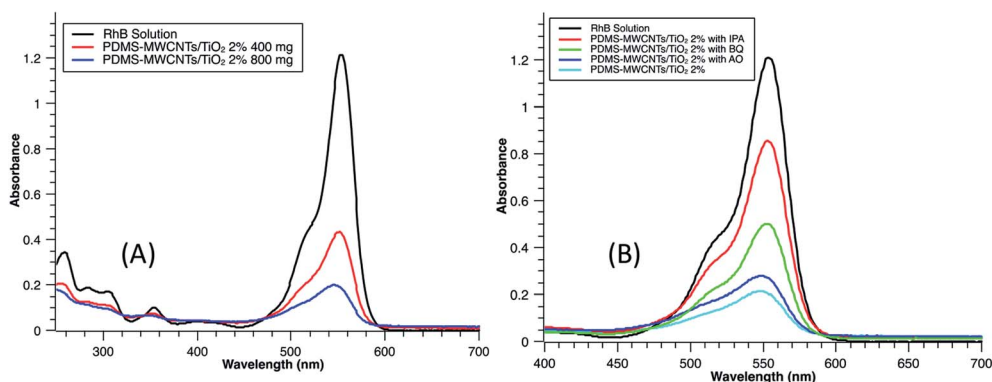 RhB Solution
PDMS-MWCNTs/TiO₂ 2% 400 mg
PDMS-MWCNTs/TiO₂ 2% 800 mg
1.2
1
0.8
0.6
0.4
0.2
0
Absorbance
(A)
300
400
500
600
700
Wavelength (nm)
RhB Solution
PDMS-MWCNTs/TiO₂ 2% with IPA
PDMS-MWCNTs/TiO₂ 2% with BQ
PDMS-MWCNTs/TiO₂ 2% with AO
PDMS-MWCNTs/TiO₂ 2%
1.2
1
0.8
0.6
0.4
0.2
0
Absorbance
(B)
400
450
500
550
600
650
700
Wavelength (nm)